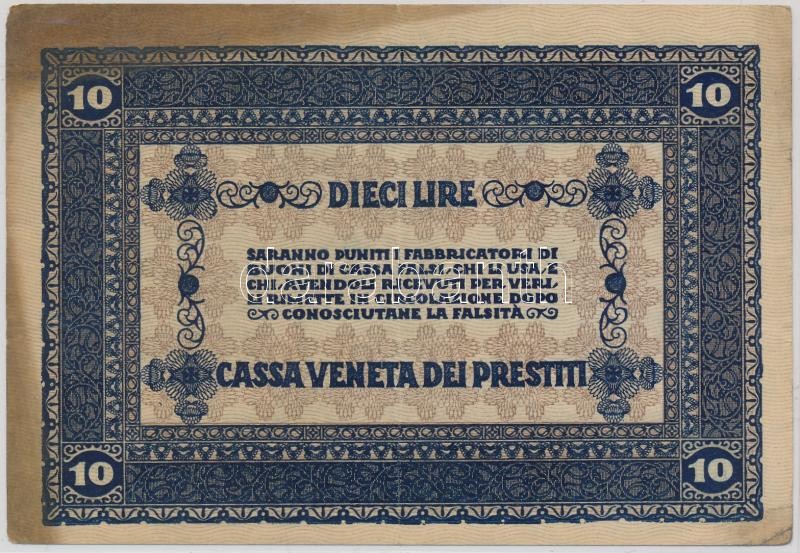 10 10
DIECI LIRE
SARANNO PUNITI I FABBRICATORI DI
BUONI DI CASSA FALSI, CHI LI USA, E
CHI, AVENDOLI RICEVUTI PER VERI,
LI RIMETTE IN CIRCOLAZIONE DOPO
CONOSCIUTANE LA FALSITÀ
CASSA VENETA DEI PRESTITI
10 10